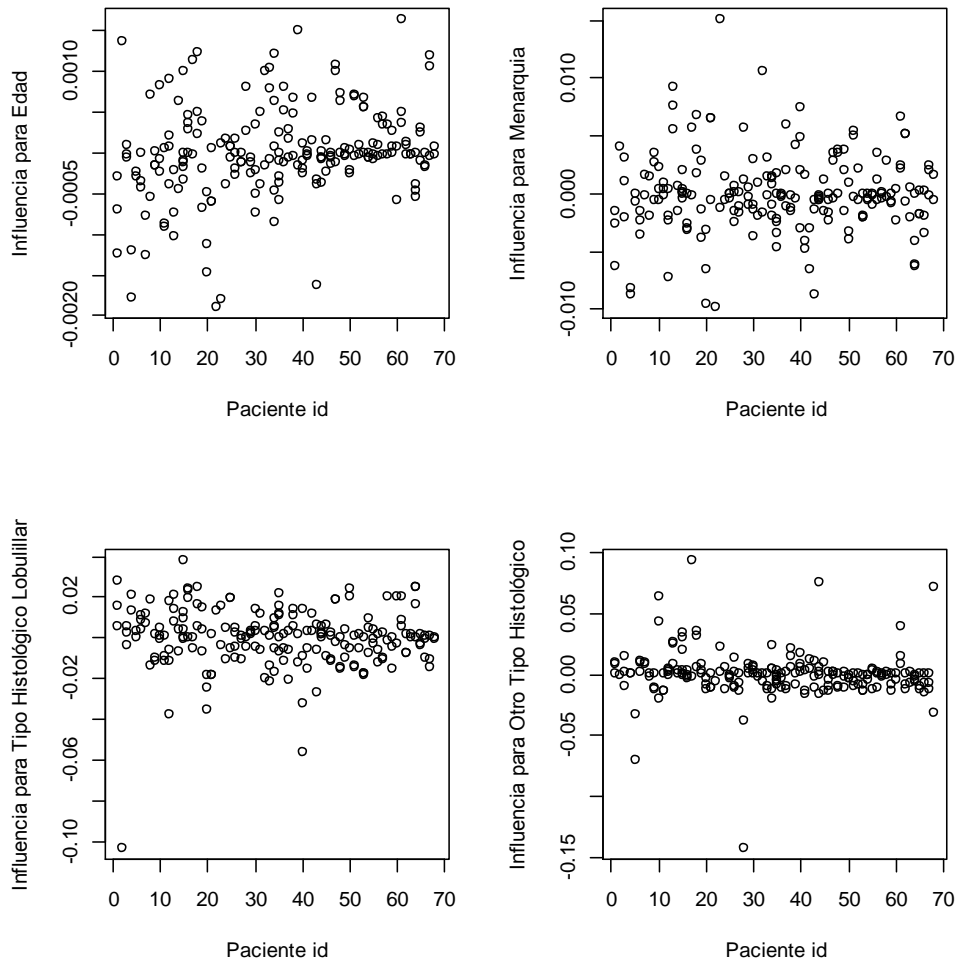 Influencia para Edad
0.0010
-0.0005
-0.0020
0 10 20 30 40 50 60 70
Paciente id
Influencia para Menarquia
0.010
0.000
-0.010
0 10 20 30 40 50 60 70
Paciente id
Influencia para Tipo Histológico Lobulillar
0.02
-0.02
-0.06
-0.10
0 10 20 30 40 50 60 70
Paciente id
Influencia para Otro Tipo Histológico
0.10
0.05
0.00
-0.05
-0.15
0 10 20 30 40 50 60 70
Paciente id